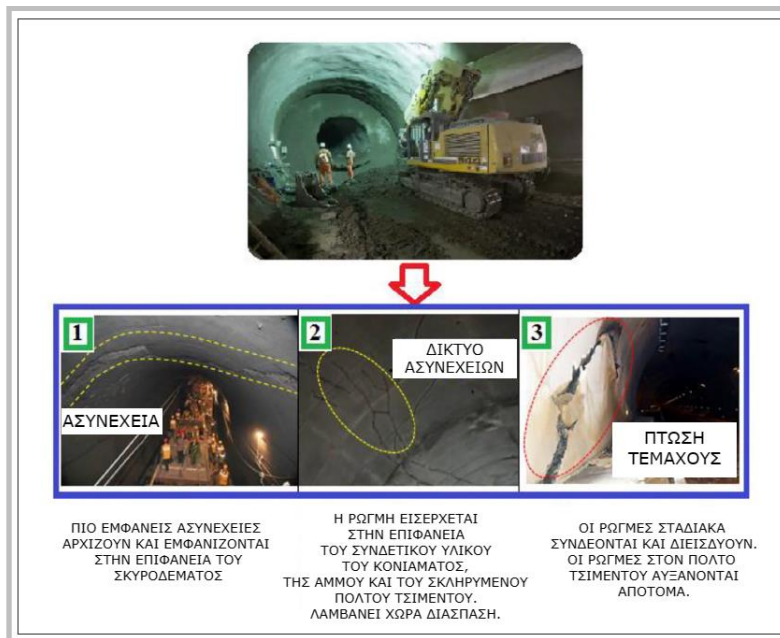 1
ΑΣΥΝΕΧΕΙΑ
2
ΔΙΚΤΥΟ
ΑΣΥΝΕΧΕΙΩΝ
3
ΠΤΩΣΗ
ΤΕΜΑΧΟΥΣ
ΠΙΟ ΕΜΦΑΝΕΙΣ ΑΣΥΝΕΧΕΙΕΣ
ΑΡΧΙΖΟΥΝ ΚΑΙ ΕΜΦΑΝΙΖΟΝΤΑΙ
ΣΤΗΝ ΕΠΙΦΑΝΕΙΑ ΤΟΥ
ΣΚΥΡΟΔΕΜΑΤΟΣ
Η ΡΩΓΜΗ ΕΙΣΕΡΧΕΤΑΙ
ΣΤΗΝ ΕΠΙΦΑΝΕΙΑ
ΤΟΥ ΣΥΝΔΕΤΙΚΟΥ ΥΛΙΚΟΥ
ΤΟΥ ΚΟΝΙΑΜΑΤΟΣ,
ΤΗΣ ΑΜΜΟΥ ΚΑΙ ΤΟΥ ΣΚΛΗΡΥΜΕΝΟΥ
ΠΟΛΤΟΥ ΤΣΙΜΕΝΤΟΥ.
ΛΑΜΒΑΝΕΙ ΧΩΡΑ ΔΙΑΣΠΑΣΗ.
ΟΙ ΡΩΓΜΕΣ ΣΤΑΔΙΑΚΑ
ΣΥΝΔΕΟΝΤΑΙ ΚΑΙ ΔΙΕΙΣΔΥΟΥΝ.
ΟΙ ΡΩΓΜΕΣ ΣΤΟΝ ΠΟΛΤΟ
ΤΣΙΜΕΝΤΟΥ ΑΥΞΑΝΟΝΤΑΙ
ΑΠΟΤΟΜΑ.